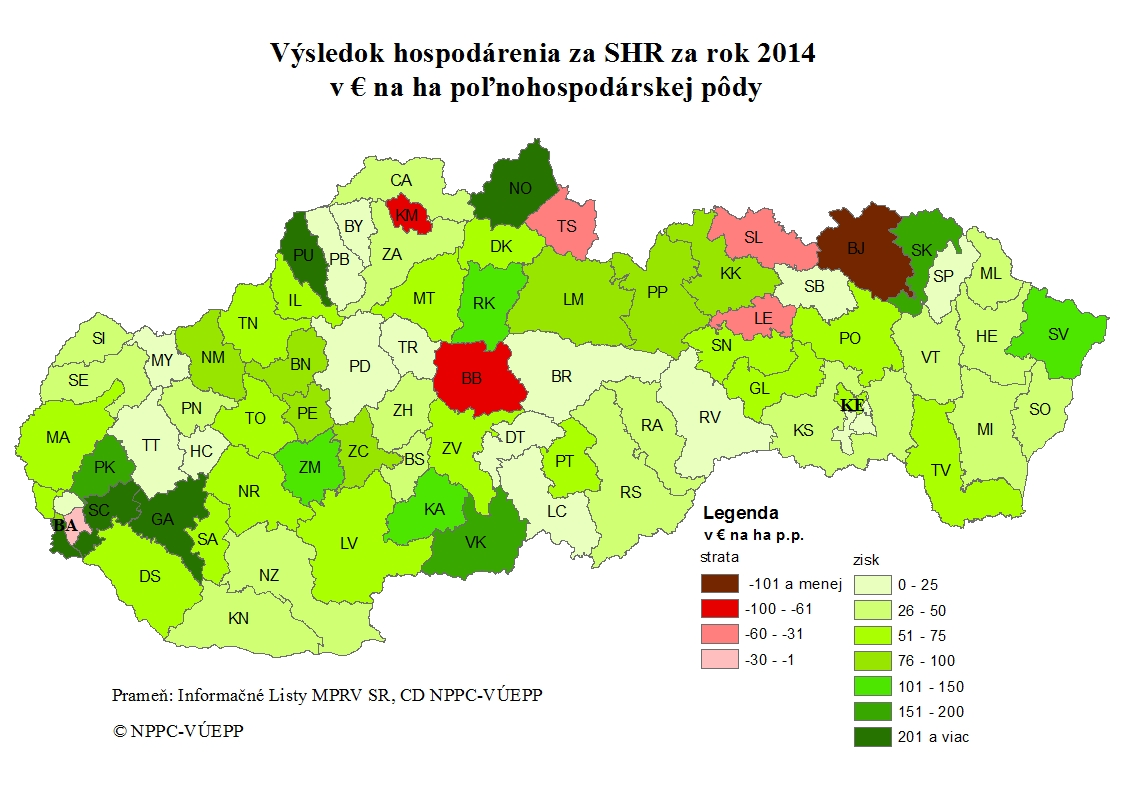 Výsledok hospodárenia za SHR za rok 2014
v € na ha poľnohospodárskej pôdy
CA
NO
KM
TS
BY
PU
PB
ZA
DK
SL
BJ
SK
KK
SP
ML
SB
IL
MT
RK
LM
PP
LE
TN
SI
MY
NM
BN
PD
TR
SN
PO
VT
HE
SV
SE
BB
BR
GL
PN
TO
PE
ZH
RA
RV
KE
KS
MI
SO
MA
TT
HC
ZM
ZC
BS
ZV
DT
PT
TV
PK
NR
RS
SC
GA
KA
LC
BA
SA
LV
VK
DS
NZ
KN
Legenda
v € na ha p.p.
strata
-101 a menej
-100 - -61
-60 - -31
-30 - -1
zisk
0 - 25
26 - 50
51 - 75
76 - 100
101 - 150
151 - 200
201 a viac
Prameň: Informačné Listy MPRV SR, CD NPPC-VÚEPP
© NPPC-VÚEPP